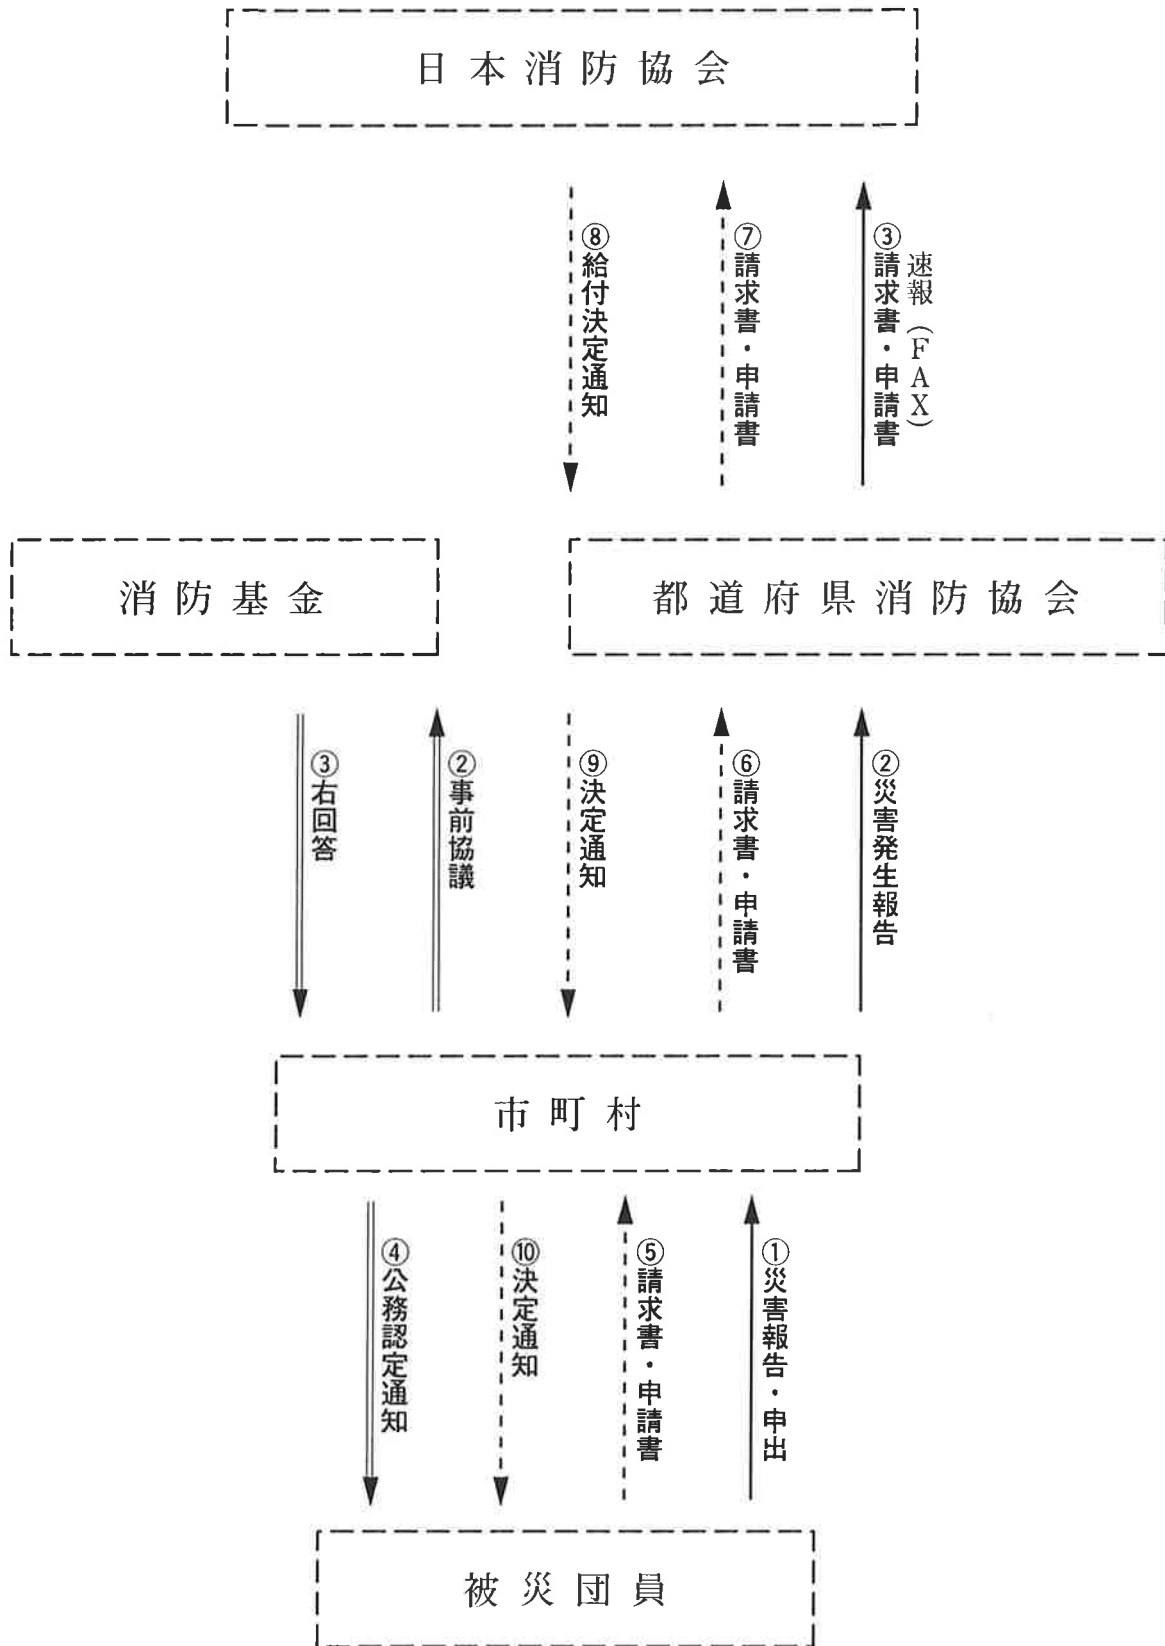 日本消防協会
速報（FAX）
③請求書・申請書
⑦請求書・申請書
⑧給付決定通知
消防基金
都道府県消防協会
②災害発生報告
⑥請求書・申請書
⑨決定通知
②事前協議
③右回答
市町村
①災害報告・申出
⑤請求書・申請書
⑩決定通知
④公務認定通知
被災団員